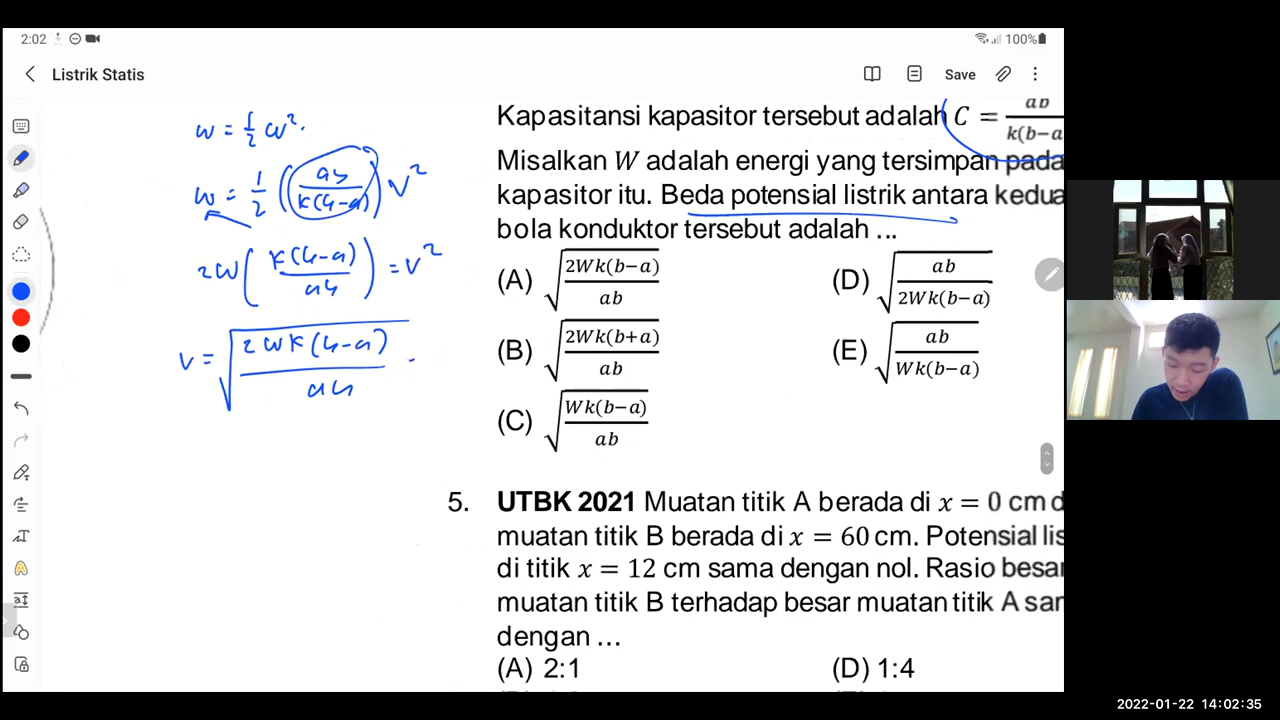 2:02
100%
Listrik Statis
Save
w = 1/2 cv².
w = 1/2 (ab/k(b-a)) v²
2w (k(b-a)/ab) = v²
v = √(2wk(b-a)/ab)
Kapasitansi kapasitor tersebut adalah C = ab/k(b−a
Misalkan W adalah energi yang tersimpan pada
kapasitor itu. Beda potensial listrik antara kedua
bola konduktor tersebut adalah ...
(A) √(2Wk(b−a)/ab)
(D) √(ab/2Wk(b−a))
(B) √(2Wk(b+a)/ab)
(E) √(ab/Wk(b−a))
(C) √(Wk(b−a)/ab)
5. UTBK 2021 Muatan titik A berada di x = 0 cm d
muatan titik B berada di x = 60 cm. Potensial lis
di titik x = 12 cm sama dengan nol. Rasio besar
muatan titik B terhadap besar muatan titik A sam
dengan ...
(A) 2:1
(D) 1:4
2022-01-22 14:02:35